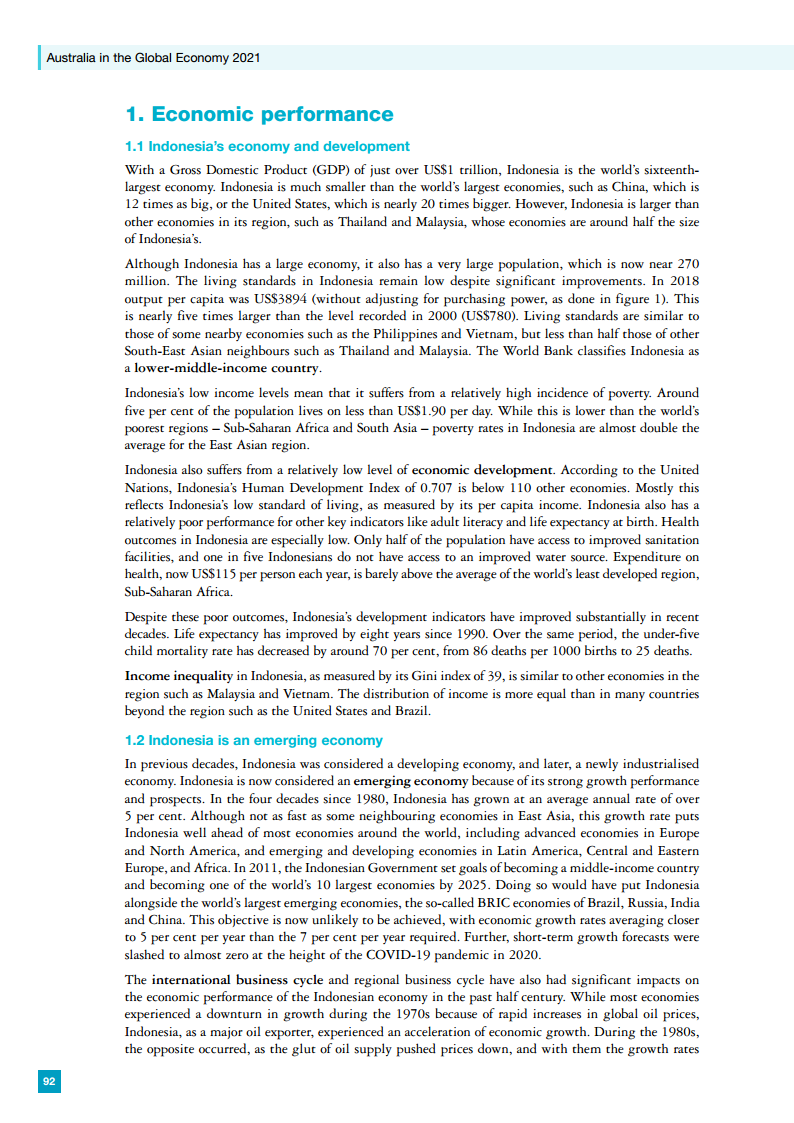 Australia in the Global Economy 2021
1. Economic performance
1.1 Indonesia's economy and development
With a Gross Domestic Product (GDP) of just over US$1 trillion, Indonesia is the world's sixteenth-
largest economy. Indonesia is much smaller than the world's largest economies, such as China, which is
12 times as big, or the United States, which is nearly 20 times bigger. However, Indonesia is larger than
other economies in its region, such as Thailand and Malaysia, whose economies are around half the size
of Indonesia's.
Although Indonesia has a large economy, it also has a very large population, which is now near 270
million. The living standards in Indonesia remain low despite significant improvements. In 2018
output per capita was US$3894 (without adjusting for purchasing power, as done in figure 1). This
is nearly five times larger than the level recorded in 2000 (US$780). Living standards are similar to
those of some nearby economies such as the Philippines and Vietnam, but less than half those of other
South-East Asian neighbours such as Thailand and Malaysia. The World Bank classifies Indonesia as
a lower-middle-income country.
Indonesia's low income levels mean that it suffers from a relatively high incidence of poverty. Around
five per cent of the population lives on less than US$1.90 per day. While this is lower than the world's
poorest regions – Sub-Saharan Africa and South Asia – poverty rates in Indonesia are almost double the
average for the East Asian region.
Indonesia also suffers from a relatively low level of economic development. According to the United
Nations, Indonesia's Human Development Index of 0.707 is below 110 other economies. Mostly this
reflects Indonesia's low standard of living, as measured by its per capita income. Indonesia also has a
relatively poor performance for other key indicators like adult literacy and life expectancy at birth. Health
outcomes in Indonesia are especially low. Only half of the population have access to improved sanitation
facilities, and one in five Indonesians do not have access to an improved water source. Expenditure on
health, now US$115 per person each year, is barely above the average of the world's least developed region,
Sub-Saharan Africa.
Despite these poor outcomes, Indonesia's development indicators have improved substantially in recent
decades. Life expectancy has improved by eight years since 1990. Over the same period, the under-five
child mortality rate has decreased by around 70 per cent, from 86 deaths per 1000 births to 25 deaths.
Income inequality in Indonesia, as measured by its Gini index of 39, is similar to other economies in the
region such as Malaysia and Vietnam. The distribution of income is more equal than in many countries
beyond the region such as the United States and Brazil.
1.2 Indonesia is an emerging economy
In previous decades, Indonesia was considered a developing economy, and later, a newly industrialised
economy. Indonesia is now considered an emerging economy because of its strong growth performance
and prospects. In the four decades since 1980, Indonesia has grown at an average annual rate of over
5 per cent. Although not as fast as some neighbouring economies in East Asia, this growth rate puts
Indonesia well ahead of most economies around the world, including advanced economies in Europe
and North America, and emerging and developing economies in Latin America, Central and Eastern
Europe, and Africa. In 2011, the Indonesian Government set goals of becoming a middle-income country
and becoming one of the world's 10 largest economies by 2025. Doing so would have put Indonesia
alongside the world's largest emerging economies, the so-called BRIC economies of Brazil, Russia, India
and China. This objective is now unlikely to be achieved, with economic growth rates averaging closer
to 5 per cent per year than the 7 per cent per year required. Further, short-term growth forecasts were
slashed to almost zero at the height of the COVID-19 pandemic in 2020.
The international business cycle and regional business cycle have also had significant impacts on
the economic performance of the Indonesian economy in the past half century. While most economies
experienced a downturn in growth during the 1970s because of rapid increases in global oil prices,
Indonesia, as a major oil exporter, experienced an acceleration of economic growth. During the 1980s,
the opposite occurred, as the glut of oil supply pushed prices down, and with them the growth rates
92